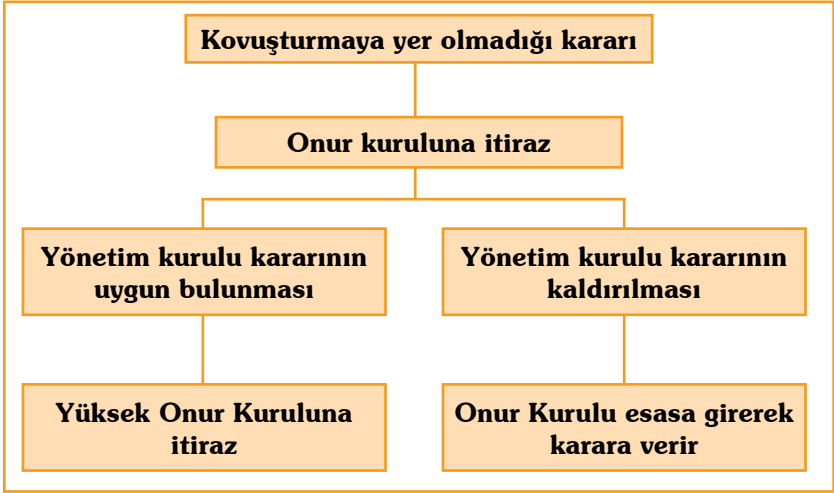 Kovuşturmaya yer olmadığı kararı
Onur kuruluna itiraz
Yönetim kurulu kararının
uygun bulunması
Yönetim kurulu kararının
kaldırılması
Yüksek Onur Kuruluna
itiraz
Onur Kurulu esasa girerek
karara verir